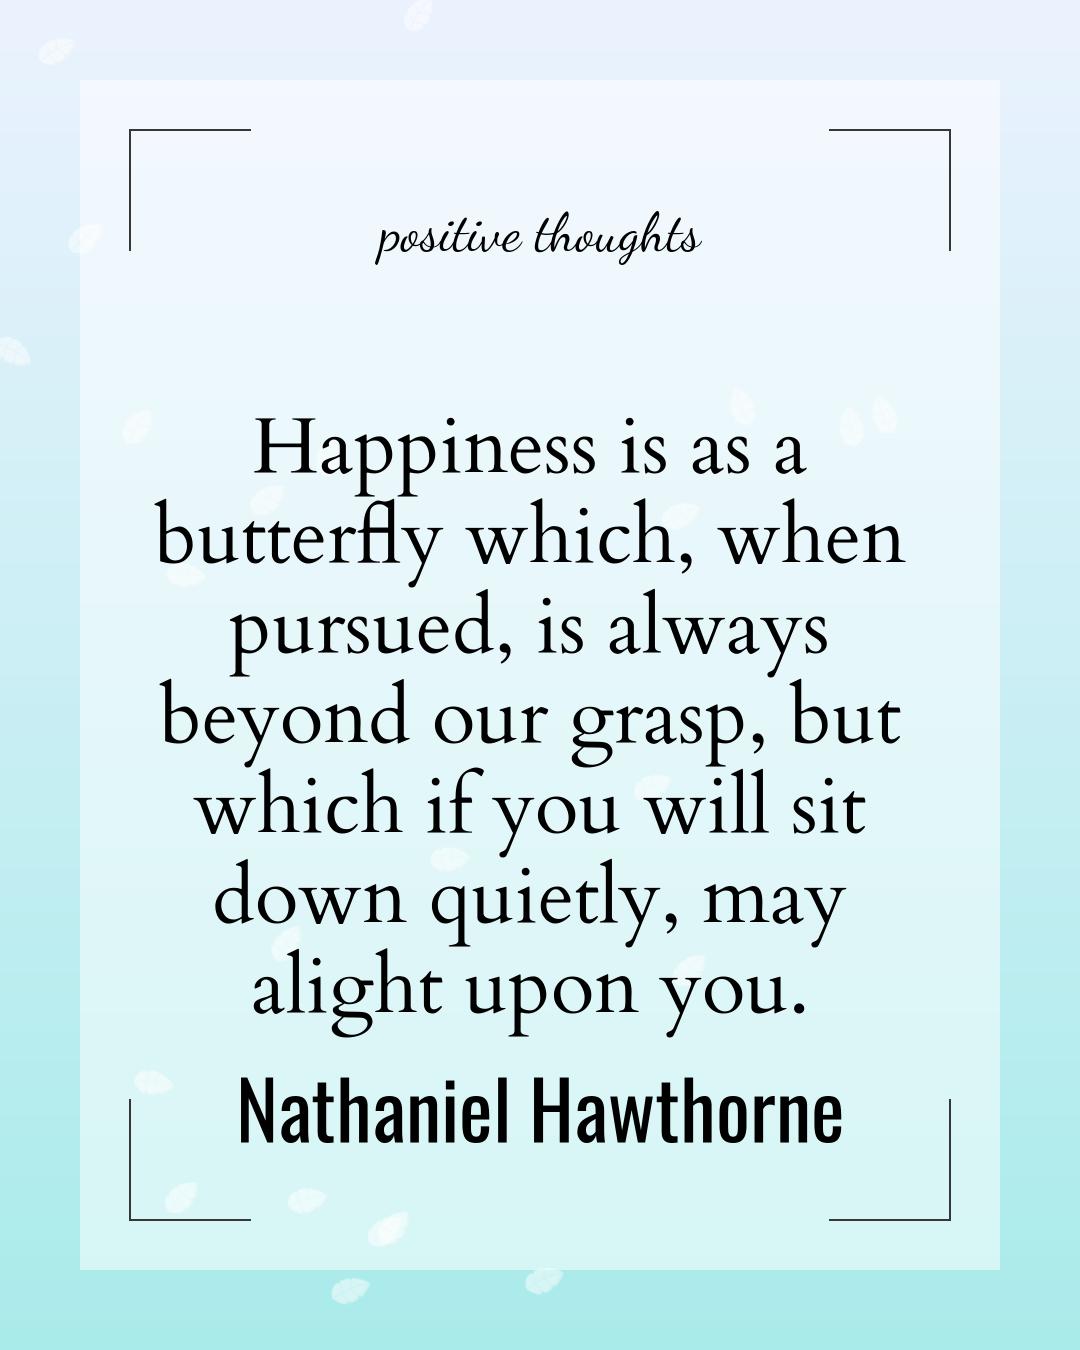 positive thoughts
Happiness is as a
butterfly which, when
pursued, is always
beyond our grasp, but
which if you will sit
down quietly, may
alight upon you.
Nathaniel Hawthorne